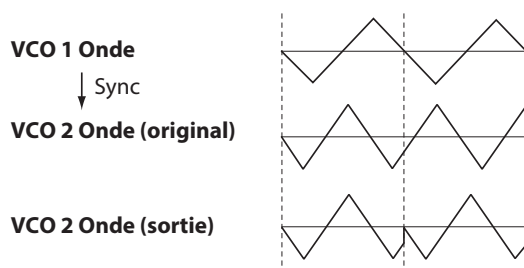 VCO 1 Onde
Sync
VCO 2 Onde (original)
VCO 2 Onde (sortie)